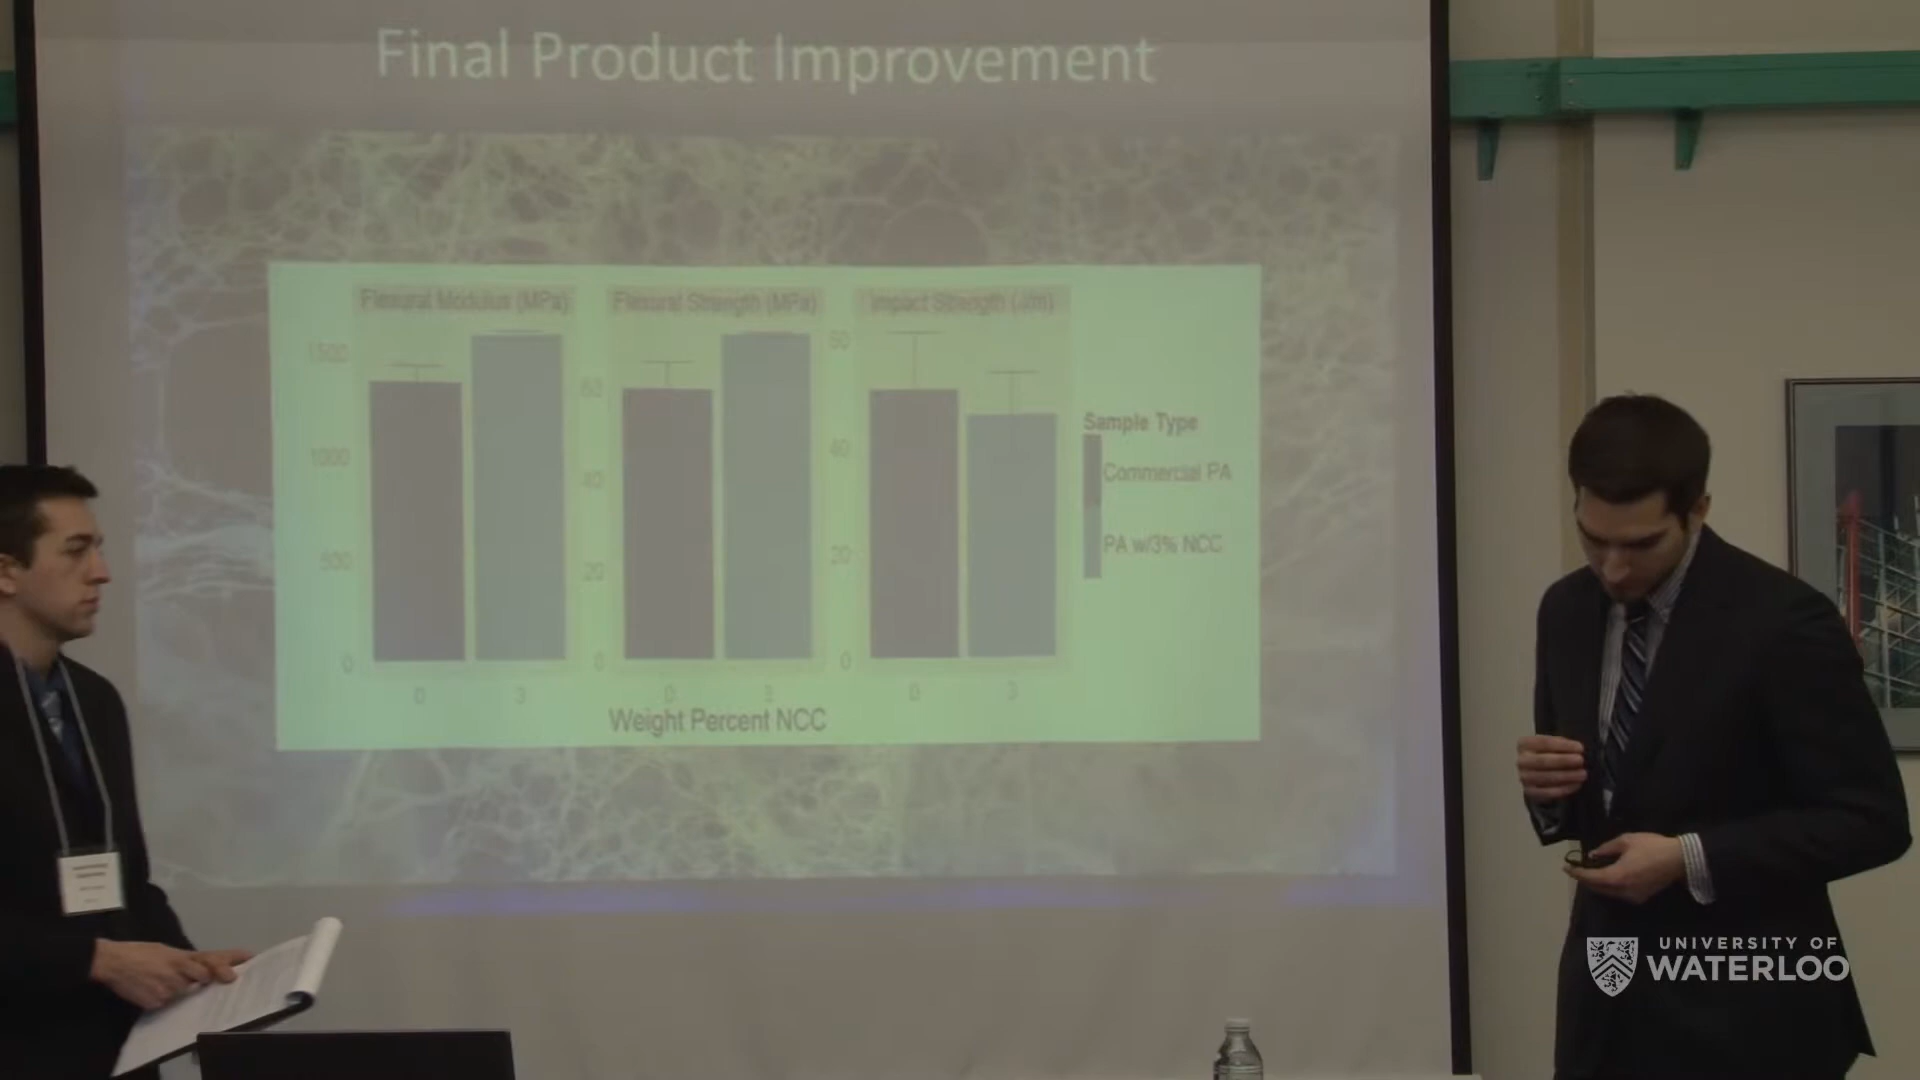 Final Product Improvement
Flexural Modulus (MPa)
Flexural Strength (MPa)
Impact Strength (J/m)
1500
1000
500
0
60
40
20
0
60
40
20
0
Sample Type
Commercial PA
PA w/3% NCC
0 3
0 3
0 3
Weight Percent NCC
UNIVERSITY OF
WATERLOO